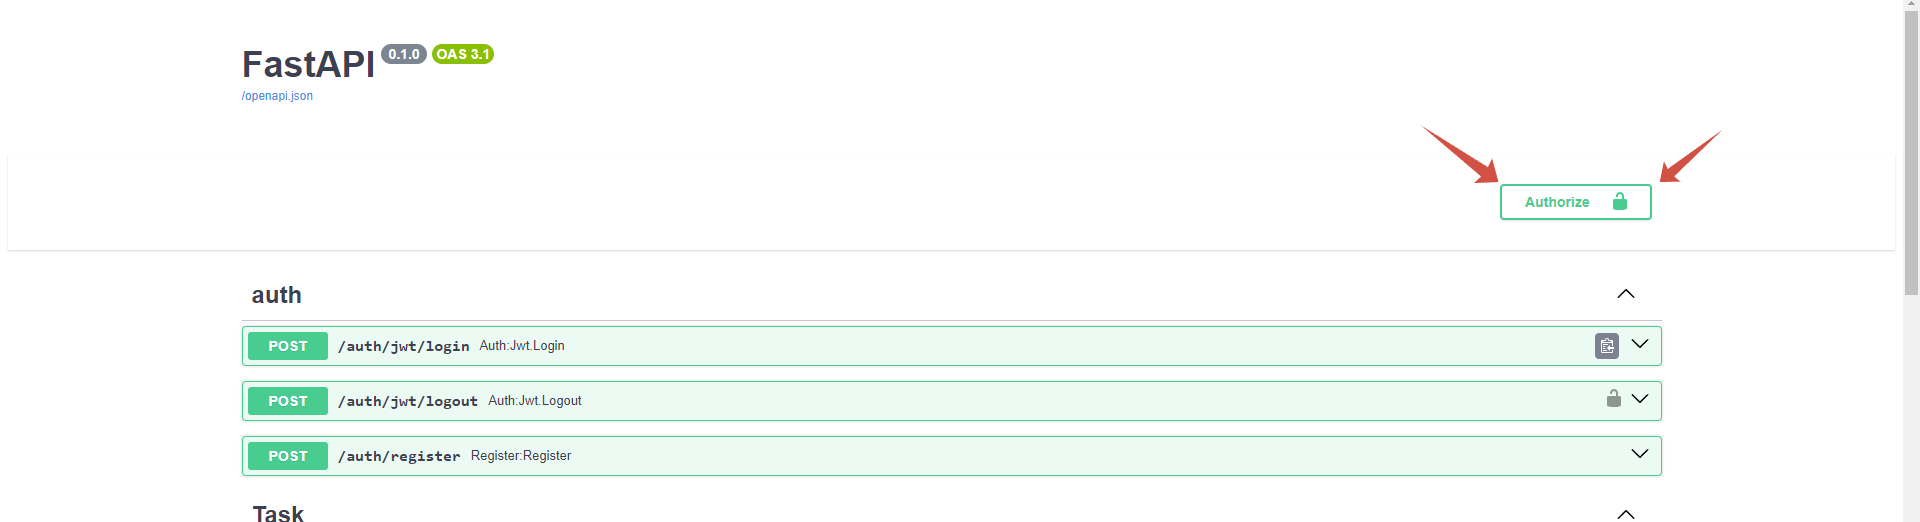 FastAPI 0.1.0 OAS 3.1
/openapi.json
Authorize
auth
POST /auth/jwt/login Auth:Jwt.Login
POST /auth/jwt/logout Auth:Jwt.Logout
POST /auth/register Register:Register
Task